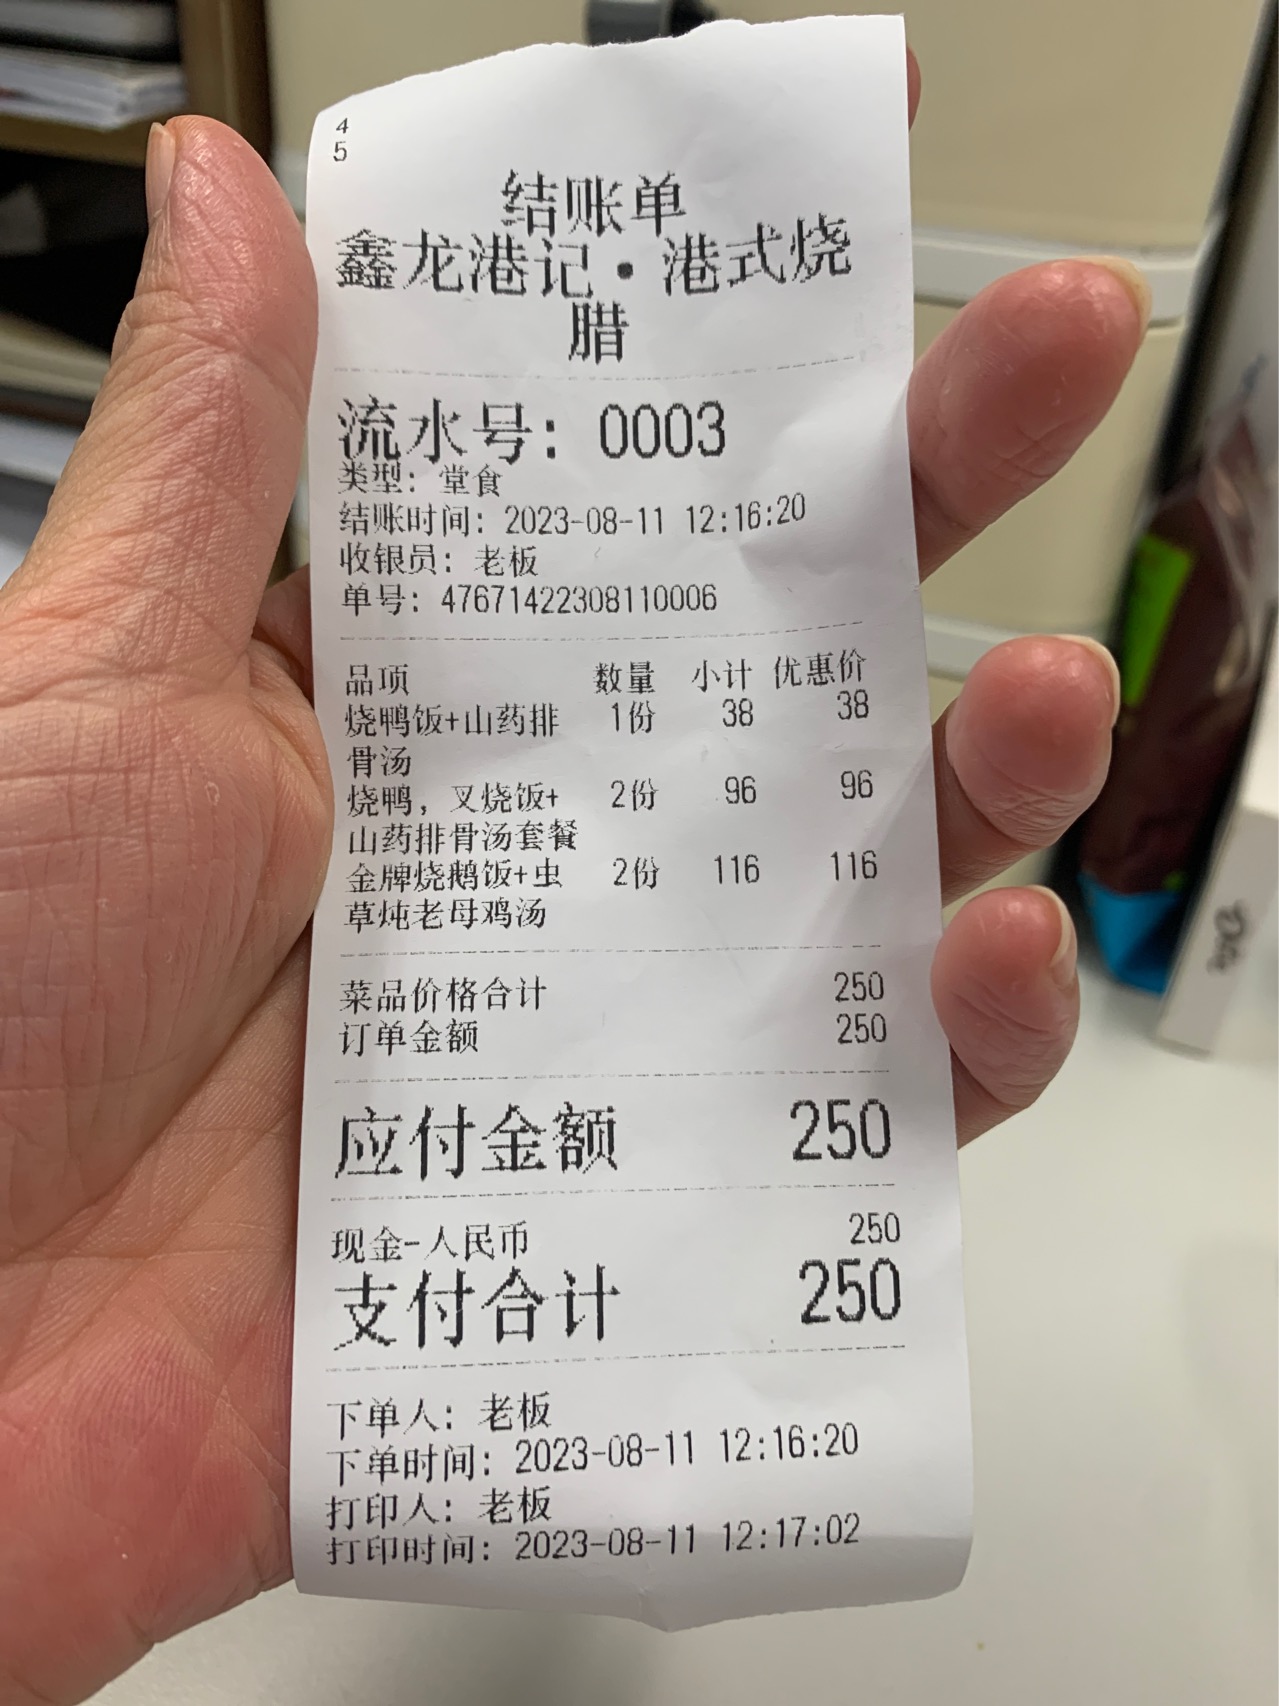 4
5
结账单
鑫龙港记·港式烧
腊
流水号: 0003
类型: 堂食
结账时间: 2023-08-11 12:16:20
收银员: 老板
单号: 47671422308110006
品项 数量 小计 优惠价
烧鸭饭+山药排 1份 38 38
骨汤
烧鸭, 叉烧饭+ 2份 96 96
山药排骨汤套餐
金牌烧鹅饭+虫 2份 116 116
草炖老母鸡汤
菜品价格合计 250
订单金额 250
应付金额 250
现金-人民币 250
支付合计 250
下单人: 老板
下单时间: 2023-08-11 12:16:20
打印人: 老板
打印时间: 2023-08-11 12:17:02